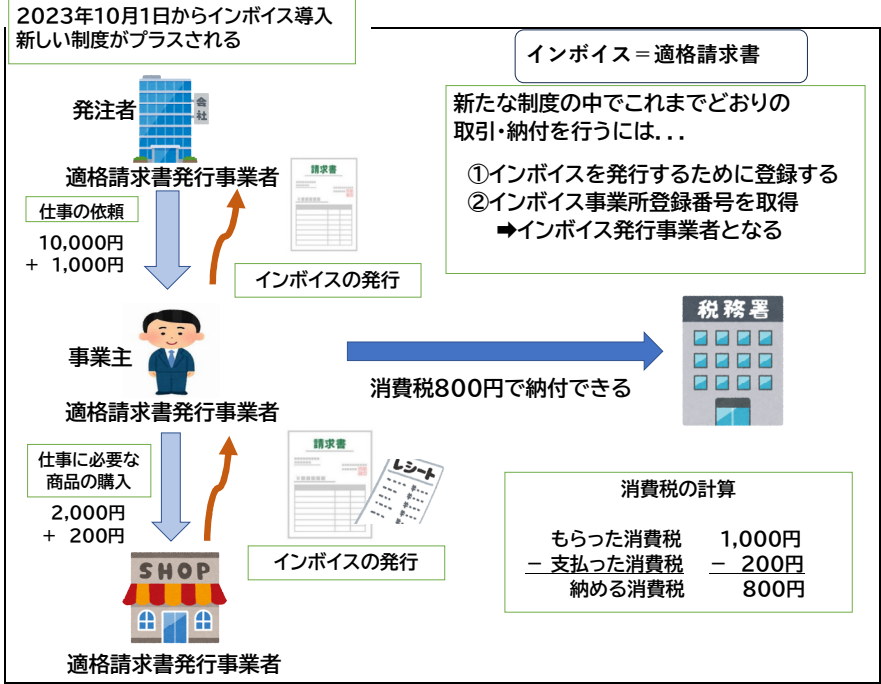 2023年10月1日からインボイス導入
新しい制度がプラスされる
インボイス＝適格請求書
新たな制度の中でこれまでどおりの
取引・納付を行うには...
①インボイスを発行するために登録する
②インボイス事業所登録番号を取得
➡インボイス発行事業者となる
発注者
会社
適格請求書発行事業者
請求書
仕事の依頼
10,000円
+ 1,000円
インボイスの発行
税務署
事業主
適格請求書発行事業者
消費税800円で納付できる
仕事に必要な
商品の購入
2,000円
+ 200円
請求書
レシート
インボイスの発行
SHOP
適格請求書発行事業者
消費税の計算
もらった消費税 1,000円
－ 支払った消費税 － 200円
納める消費税 800円